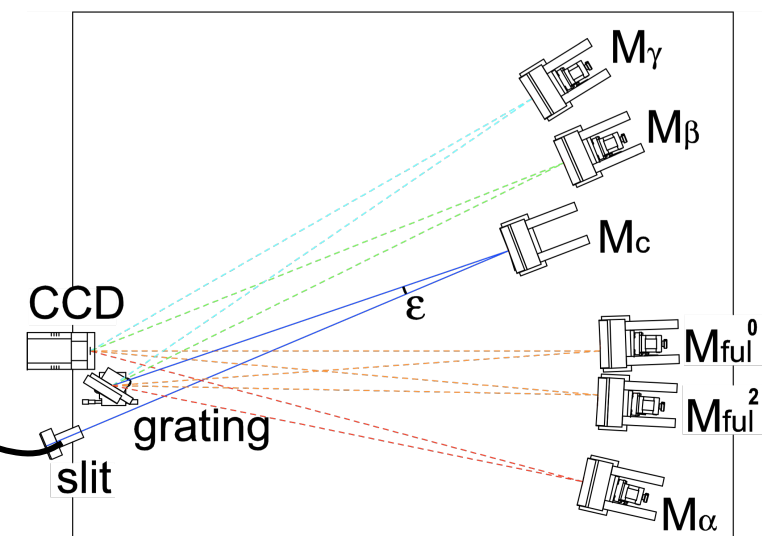 Mγ
Mβ
Mc
ε
CCD
Mful⁰
Mful²
grating
slit
Mα